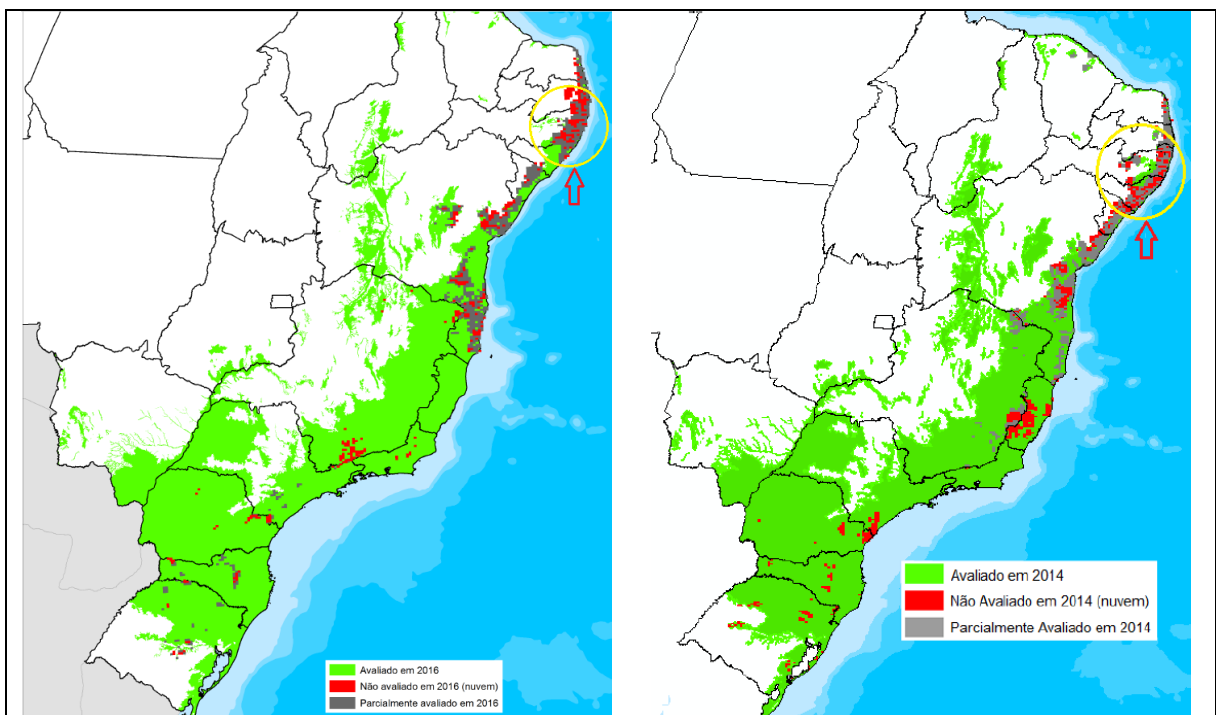 Avaliado em 2016
Não avaliado em 2016 (nuvem)
Parcialmente avaliado em 2016
Avaliado em 2014
Não Avaliado em 2014 (nuvem)
Parcialmente Avaliado em 2014